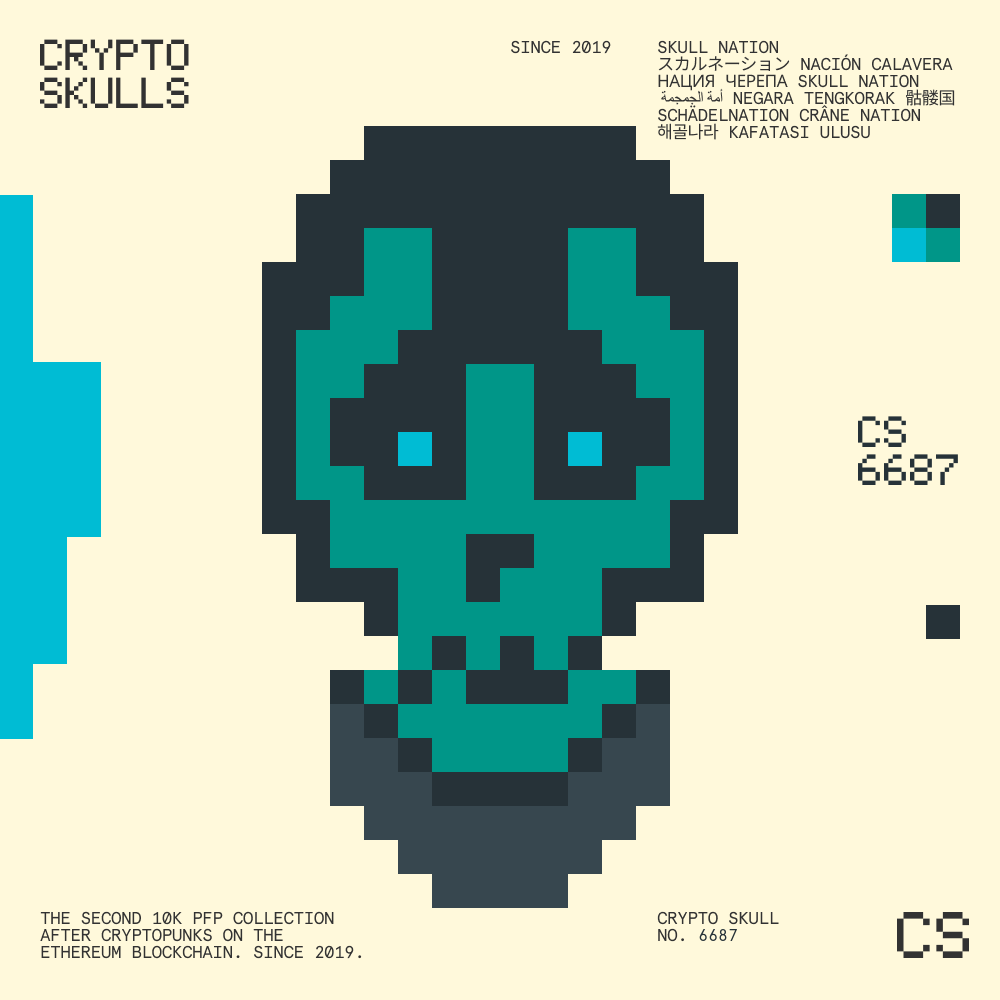 CRYPTO
SKULLS
SINCE 2019
SKULL NATION
スカルネーション NACIÓN CALAVERA
НАЦИЯ ЧЕРЕПА SKULL NATION
أمة الجمجمة NEGARA TENGKORAK 骷髅国
SCHÄDELNATION CRÂNE NATION
해골나라 KAFATASI ULUSU
CS
6687
THE SECOND 10K PFP COLLECTION
AFTER CRYPTOPUNKS ON THE
ETHEREUM BLOCKCHAIN. SINCE 2019.
CRYPTO SKULL
NO. 6687
CS